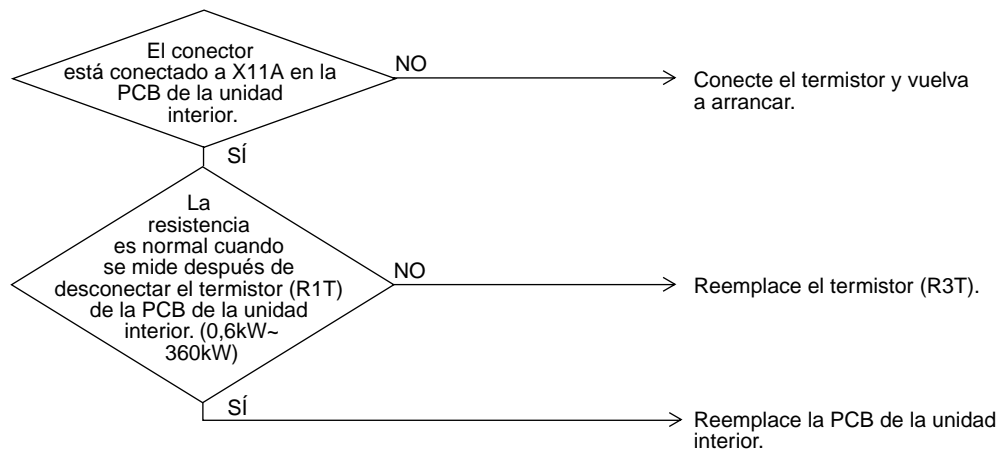 El conector
está conectado a X11A en la
PCB de la unidad
interior.
NO
Conecte el termistor y vuelva
a arrancar.
SÍ
La
resistencia
es normal cuando
se mide después de
desconectar el termistor (R1T)
de la PCB de la unidad
interior. (0,6kW~
360kW)
NO
Reemplace el termistor (R3T).
SÍ
Reemplace la PCB de la unidad
interior.